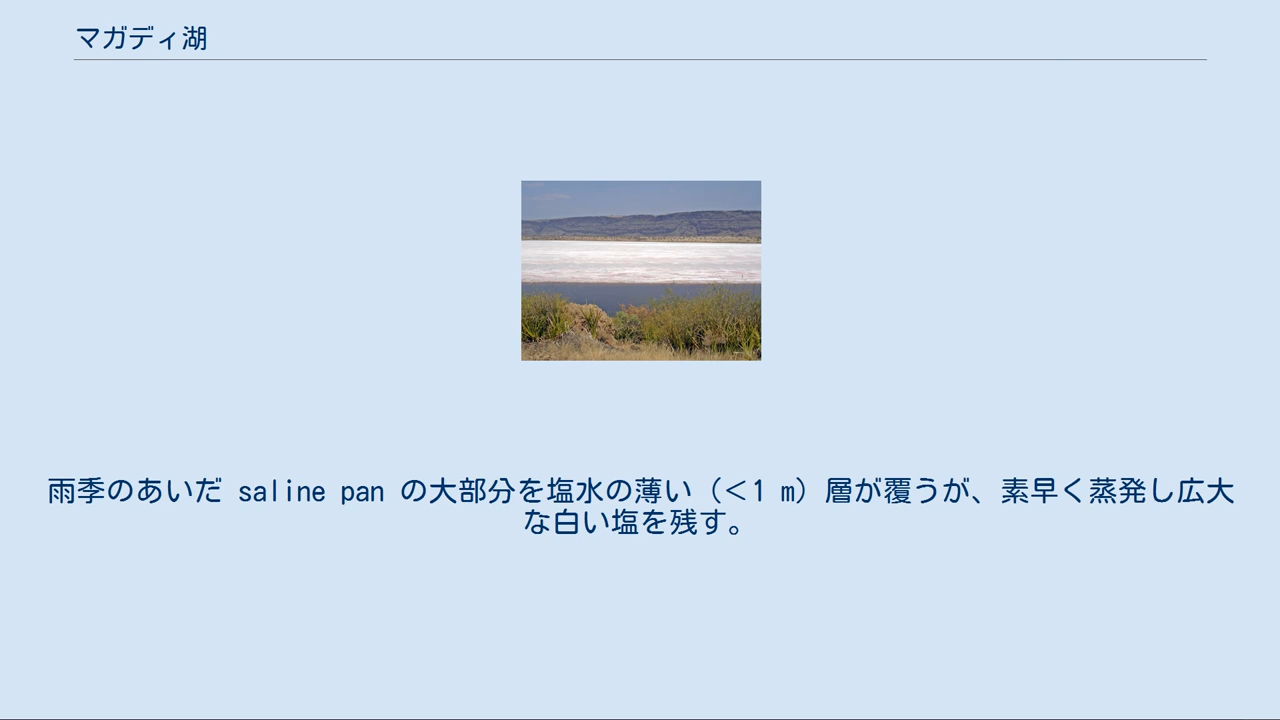 マガディ湖
雨季のあいだ saline pan の大部分を塩水の薄い（＜1 m）層が覆うが、素早く蒸発し広大
な白い塩を残す。